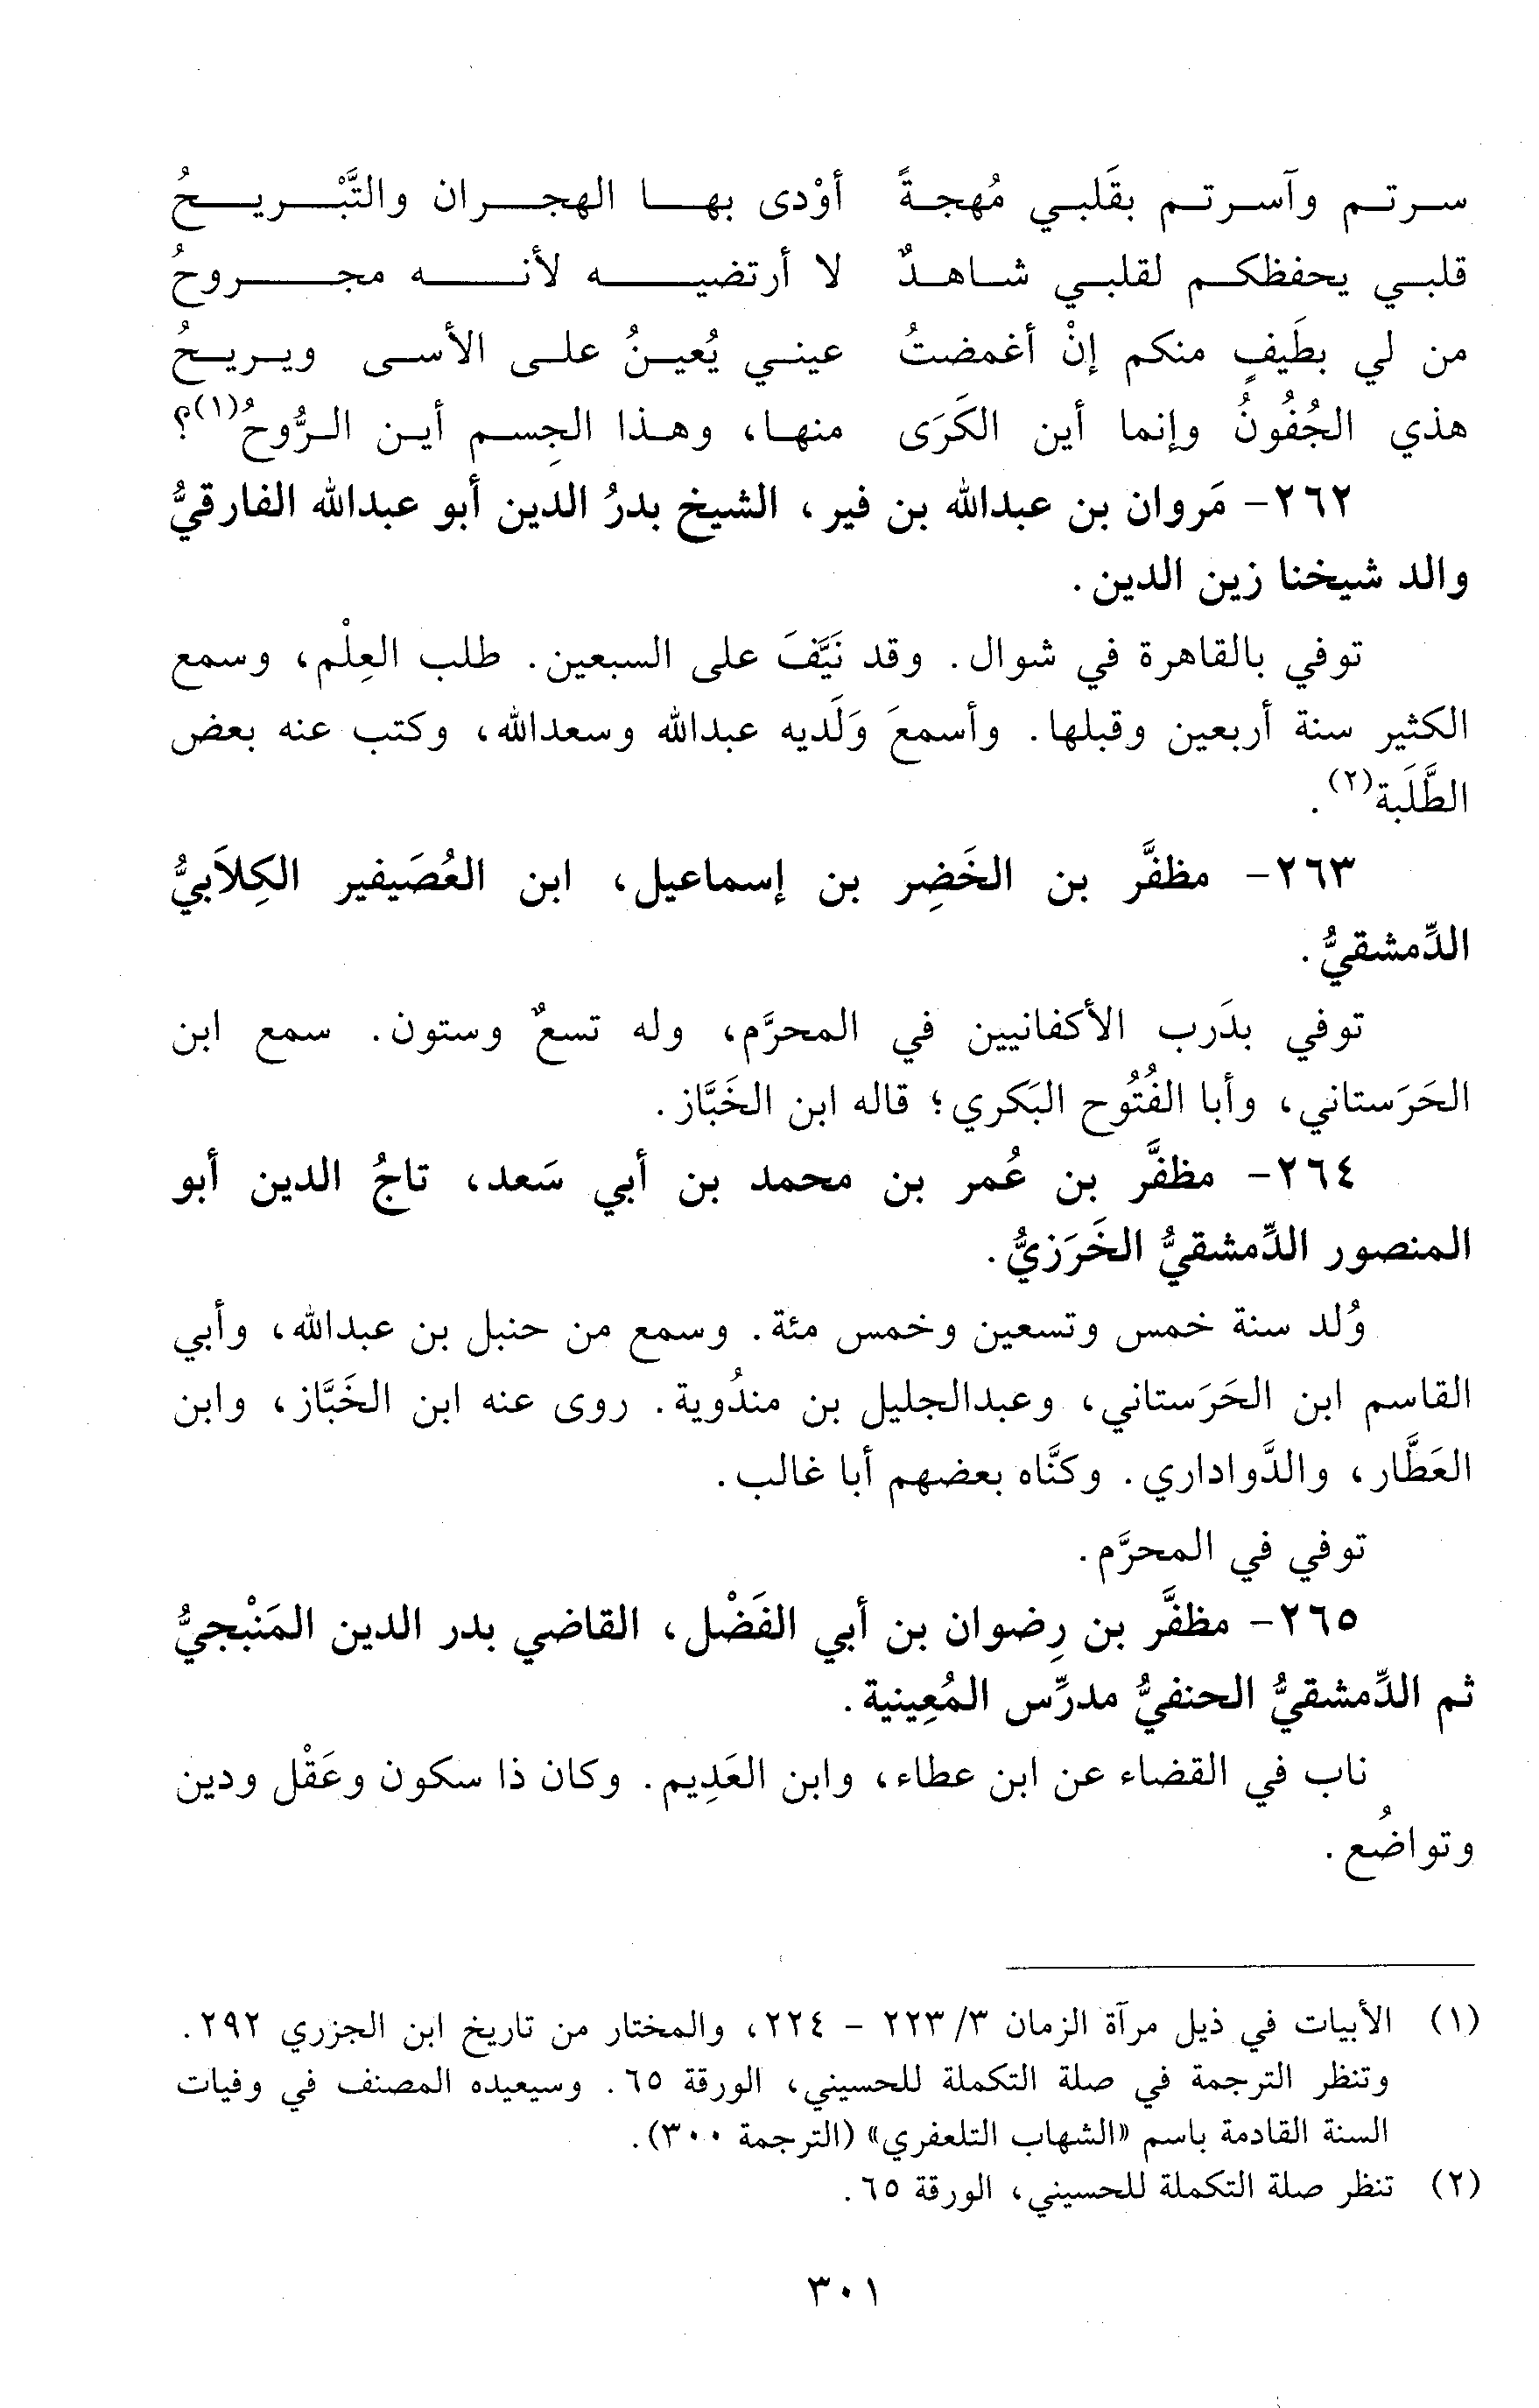 سرتم وآسرتم بقَلبي مُهجةً أوْدى بها الهجران والتَّبْريحُ
قلبي يحفظكم لقلبي شاهدٌ لا أرتضيه لأنه مجروحُ
من لي بطَيفٍ منكم إنْ أغمضتُ عيني يُعينُ على الأسى ويريحُ
هذي الجُفُونُ وإنما أين الكَرَى منها، وهذا الجِسم أين الرُّوحُ(١)؟
٢٦٢- مَروان بن عبدالله بن فير، الشيخ بدرُ الدين أبو عبدالله الفارقيُّ
والد شيخنا زين الدين.
توفي بالقاهرة في شوال. وقد نَيَّفَ على السبعين. طلب العِلْم، وسمع
الكثير سنة أربعين وقبلها. وأسمعَ وَلَديه عبدالله وسعدالله، وكتب عنه بعض
الطَّلَبة(٢).
٢٦٣- مظفَّر بن الخَضِر بن إسماعيل، ابن العُصَيفير الكِلاَبيُّ
الدِّمشقيُّ.
توفي بدَرب الأكفانيين في المحرَّم، وله تسعٌ وستون. سمع ابن
الحَرَستاني، وأبا الفُتُوح البَكري؛ قاله ابن الخَبَّاز.
٢٦٤- مظفَّر بن عُمر بن محمد بن أبي سَعد، تاجُ الدين أبو
المنصور الدِّمشقيُّ الخَرَزيُّ.
وُلد سنة خمس وتسعين وخمس مئة. وسمع من حنبل بن عبدالله، وأبي
القاسم ابن الحَرَستاني، وعبدالجليل بن مندُوية. روى عنه ابن الخَبَّاز، وابن
العَطَّار، والدَّواداري. وكنَّاه بعضهم أبا غالب.
توفي في المحرَّم.
٢٦٥- مظفَّر بن رِضوان بن أبي الفَضْل، القاضي بدر الدين المَنْبجيُّ
ثم الدِّمشقيُّ الحنفيُّ مدرِّس المُعِينية.
ناب في القضاء عن ابن عطاء، وابن العَدِيم. وكان ذا سكون وعَقْل ودين
وتواضُع.
(١) الأبيات في ذيل مرآة الزمان ٣/ ٢٢٣ - ٢٢٤، والمختار من تاريخ ابن الجزري ٢٩٢.
وتنظر الترجمة في صلة التكملة للحسيني، الورقة ٦٥. وسيعيده المصنف في وفيات
السنة القادمة باسم «الشهاب التلعفري» (الترجمة ٣٠٠).
(٢) تنظر صلة التكملة للحسيني، الورقة ٦٥.
٣٠١